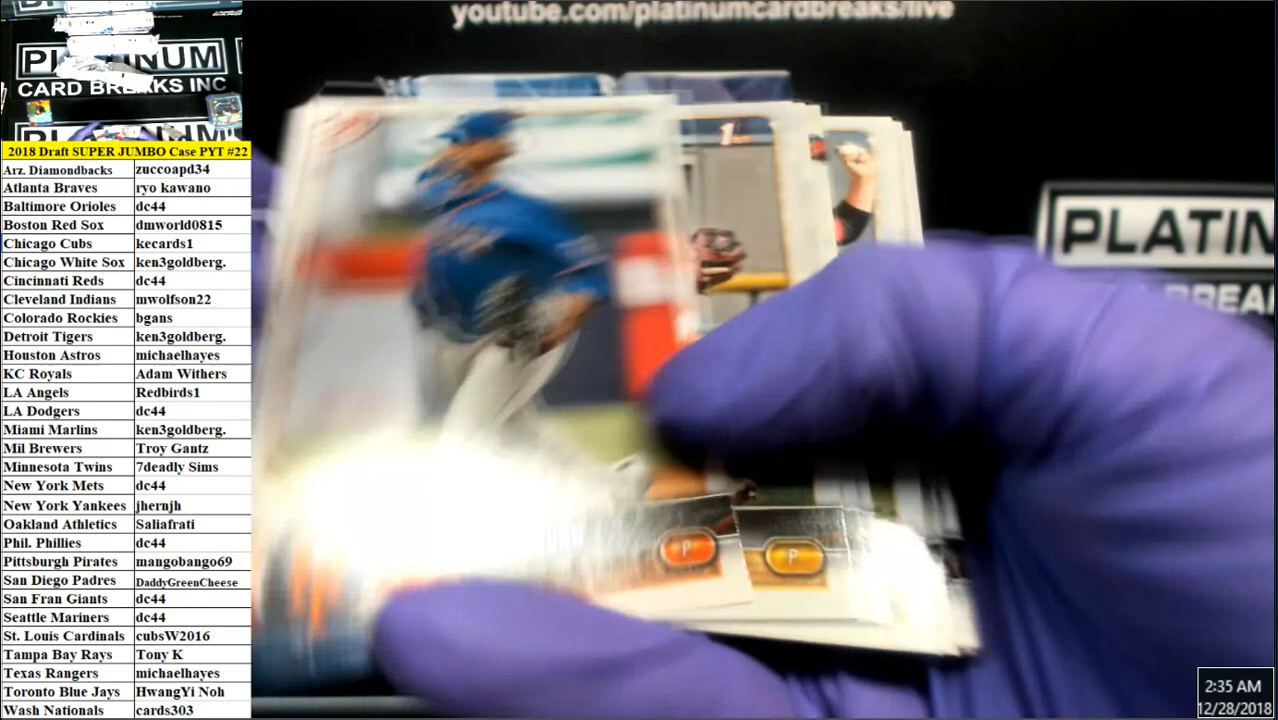 youtube.com/platinumcardbreaks/live
PLATINUM
CARD BREAKS INC
2018 Draft SUPER JUMBO Case PYT #22
Arz. Diamondbacks zuccoapd34
Atlanta Braves ryo kawano
Baltimore Orioles dc44
Boston Red Sox dmworld0815
Chicago Cubs kecards1
Chicago White Sox ken3goldberg.
Cincinnati Reds dc44
Cleveland Indians mwolfson22
Colorado Rockies bgans
Detroit Tigers ken3goldberg.
Houston Astros michaelhayes
KC Royals Adam Withers
LA Angels Redbirds1
LA Dodgers dc44
Miami Marlins ken3goldberg.
Mil Brewers Troy Gantz
Minnesota Twins 7deadly Sims
New York Mets dc44
New York Yankees jhernjh
Oakland Athletics Saliafrati
Phil. Phillies dc44
Pittsburgh Pirates mangobango69
San Diego Padres DaddyGreenCheese
San Fran Giants dc44
Seattle Mariners dc44
St. Louis Cardinals cubsW2016
Tampa Bay Rays Tony K
Texas Rangers michaelhayes
Toronto Blue Jays HwangYi Noh
Wash Nationals cards303
PLATIN
BREA
P
P
2:35 AM
12/28/2018